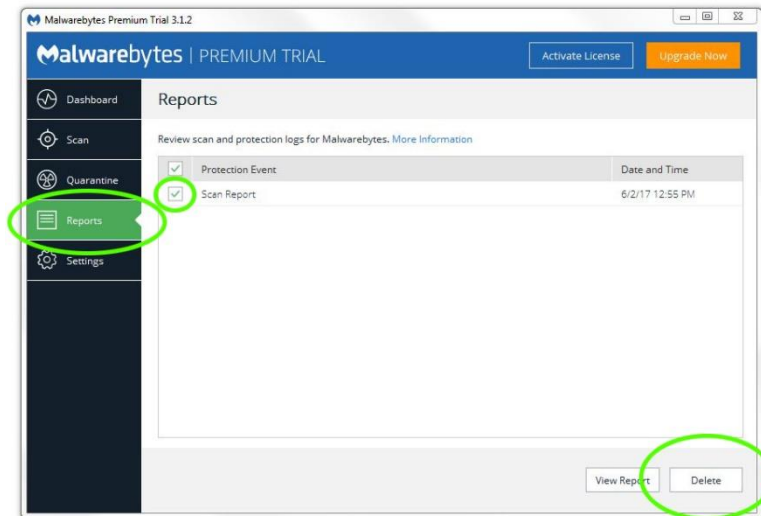 Malwarebytes Premium Trial 3.1.2
Malwarebytes | PREMIUM TRIAL
Activate License
Upgrade Now
Dashboard
Scan
Quarantine
Reports
Settings
Reports
Review scan and protection logs for Malwarebytes. More Information
Protection Event Date and Time
Scan Report 6/2/17 12:55 PM
View Report
Delete